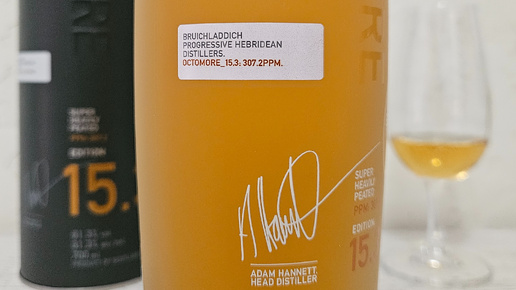 BRUICHLADDICH
PROGRESSIVE HEBRIDEAN
DISTILLERS.
OCTOMORE_15.3: 307.2PPM.
SUPER
HEAVILY
PEATED
EDITION
15.
ADAM HANNETT.
HEAD DISTILLER
SUPER
HEAVILY
PEATED
EDITION
15.